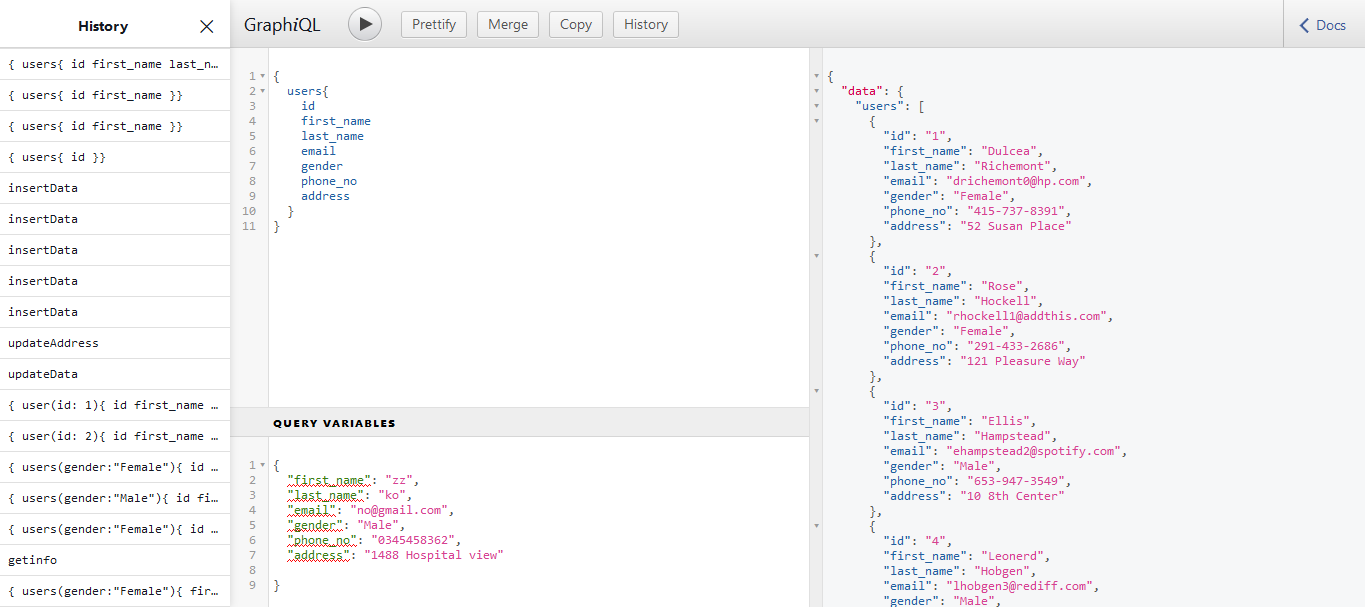 History
{ users{ id first_name last_n…
{ users{ id first_name }}
{ users{ id first_name }}
{ users{ id }}
insertData
insertData
insertData
insertData
insertData
updateAddress
updateData
{ user(id: 1){ id first_name …
{ user(id: 2){ id first_name …
{ users(gender:"Female"){ id …
{ users(gender:"Male"){ id fi…
{ users(gender:"Female"){ id …
getinfo
{ users(gender:"Female"){ fir…
GraphiQL
Prettify
Merge
Copy
History
Docs
1 {
2 users{
3 id
4 first_name
5 last_name
6 email
7 gender
8 phone_no
9 address
10 }
11 }
QUERY VARIABLES
1 {
2 "first_name": "zz",
3 "last_name": "ko",
4 "email": "no@gmail.com",
5 "gender": "Male",
6 "phone_no": "0345458362",
7 "address": "1488 Hospital view"
8
9 }
{
"data": {
"users": [
{
"id": "1",
"first_name": "Dulcea",
"last_name": "Richemont",
"email": "drichemont0@hp.com",
"gender": "Female",
"phone_no": "415-737-8391",
"address": "52 Susan Place"
},
{
"id": "2",
"first_name": "Rose",
"last_name": "Hockell",
"email": "rhockell1@addthis.com",
"gender": "Female",
"phone_no": "291-433-2686",
"address": "121 Pleasure Way"
},
{
"id": "3",
"first_name": "Ellis",
"last_name": "Hampstead",
"email": "ehampstead2@spotify.com",
"gender": "Male",
"phone_no": "653-947-3549",
"address": "10 8th Center"
},
{
"id": "4",
"first_name": "Leonerd",
"last_name": "Hobgen",
"email": "lhobgen3@rediff.com",
"gender": "Male",